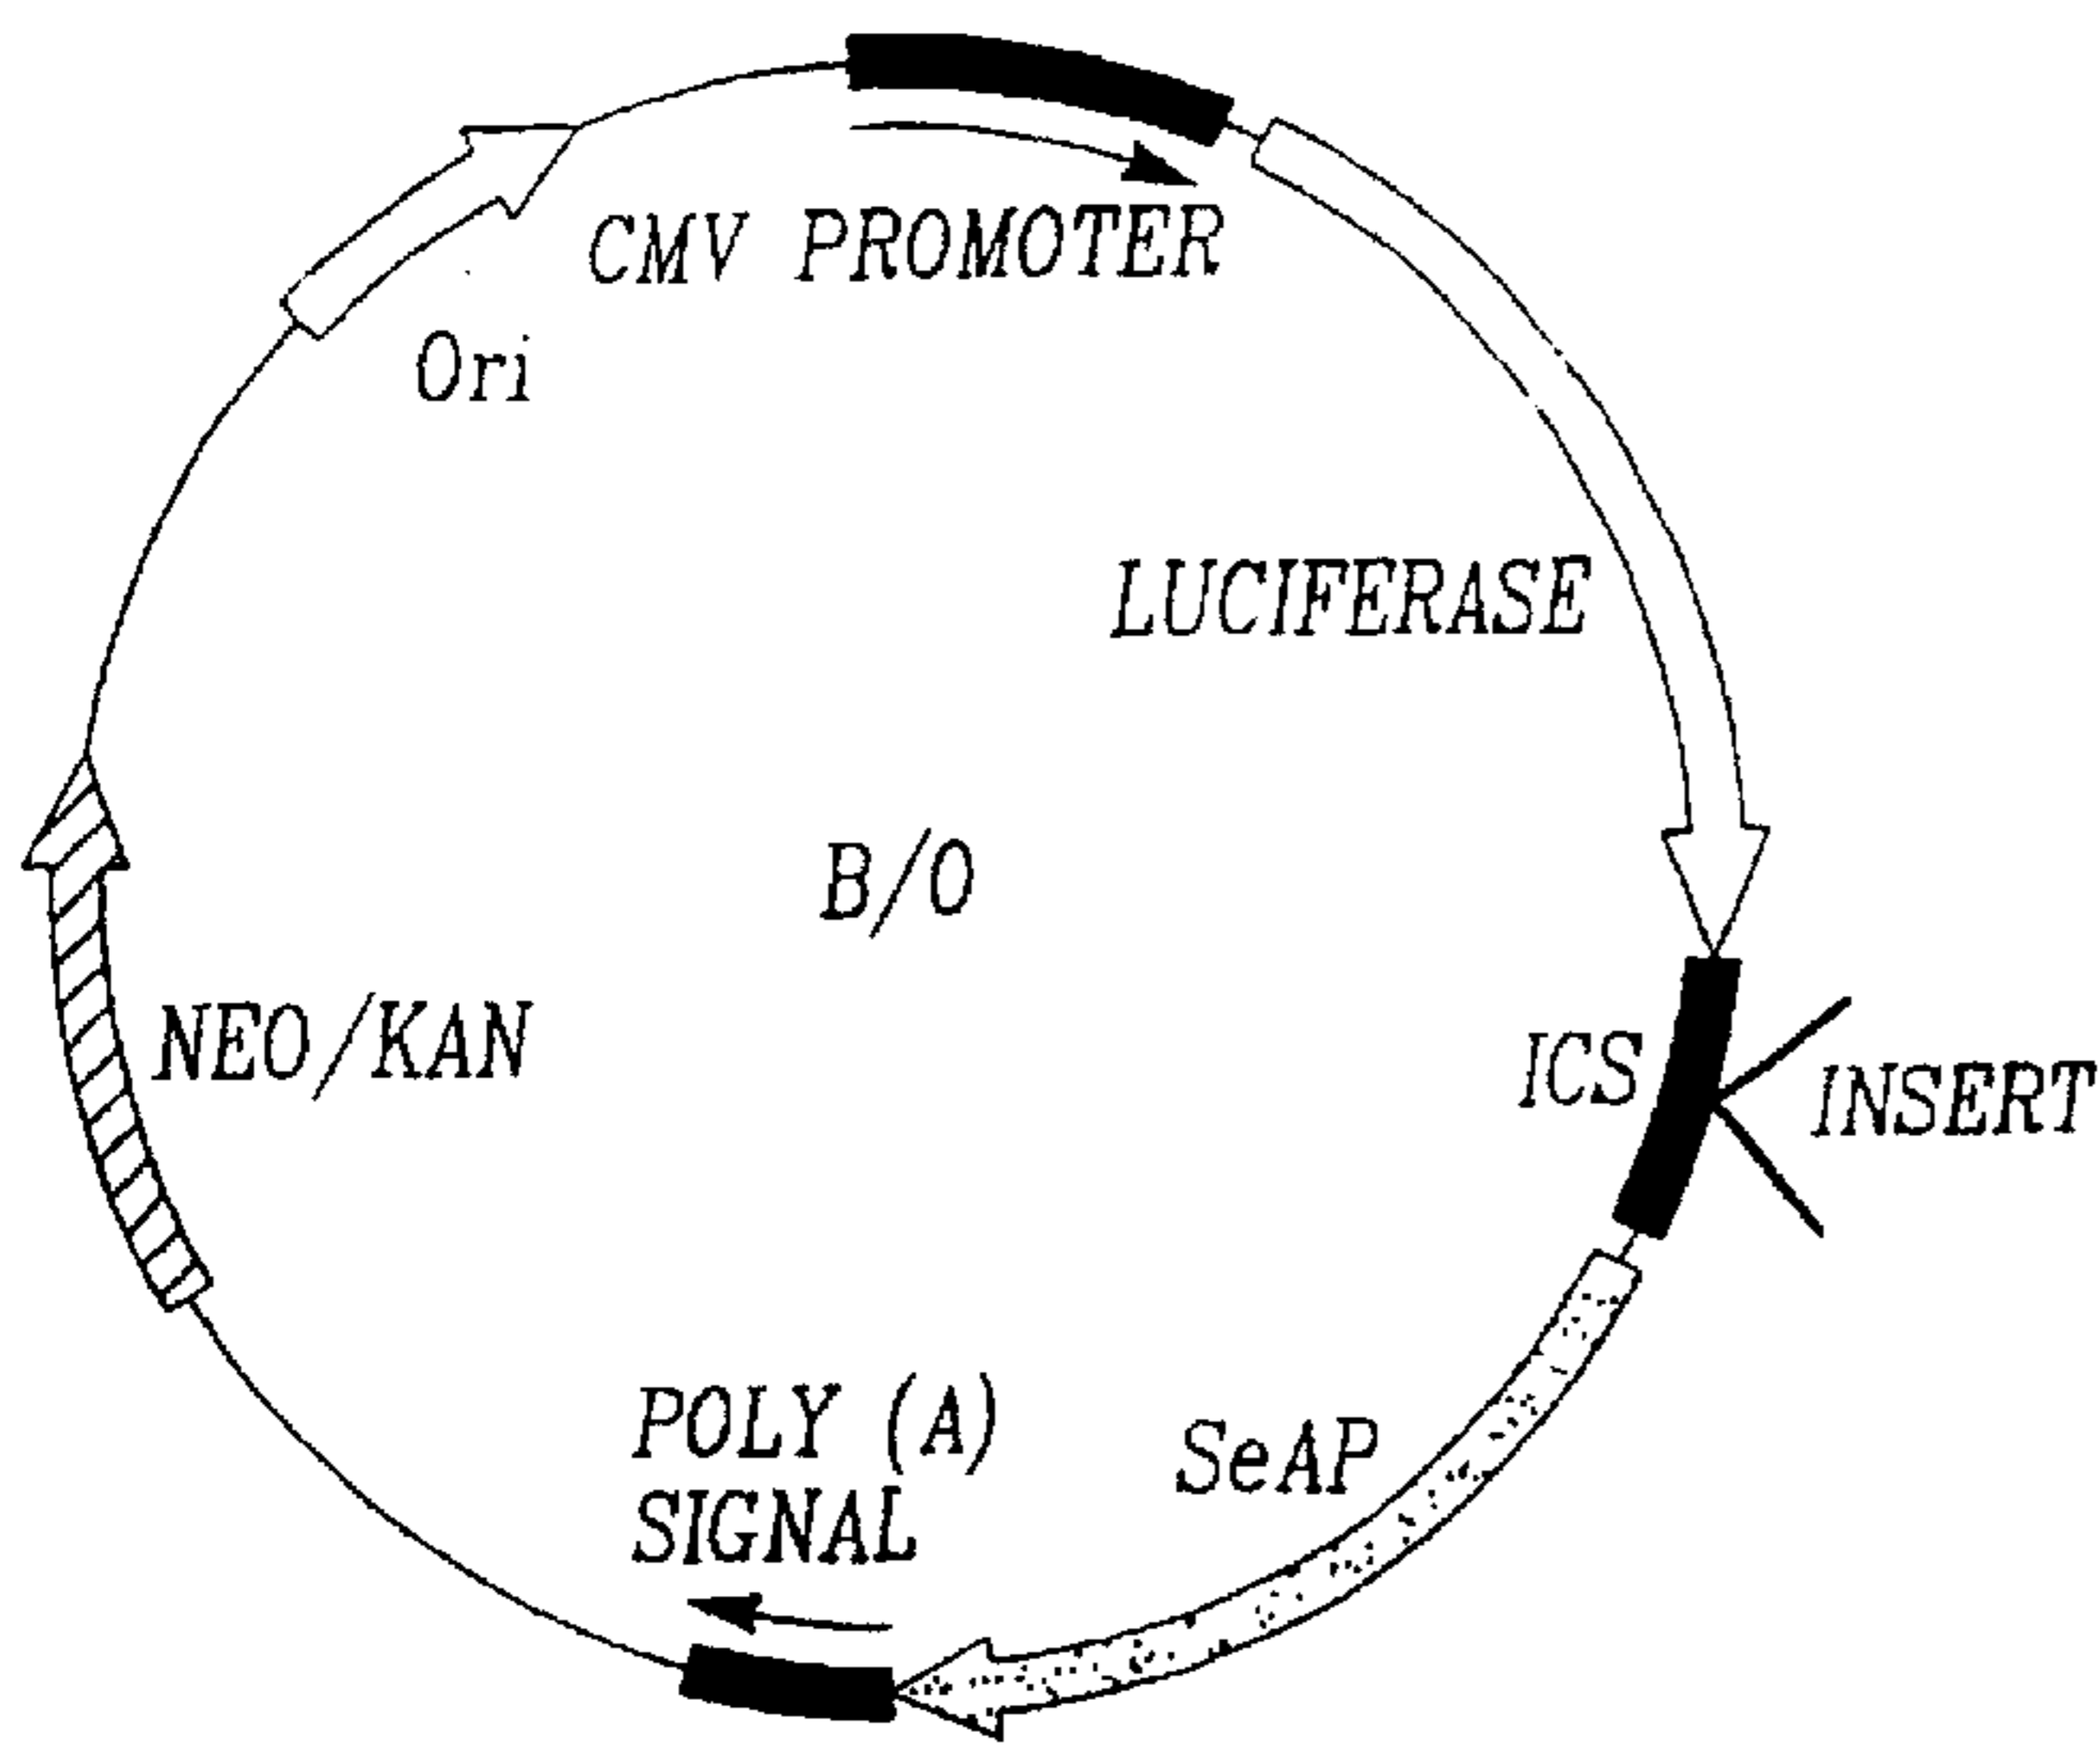 CMV PROMOTER
Ori
LUCIFERASE
B/O
NEO/KAN
ICS
INSERT
POLY (A)
SIGNAL
SeAP